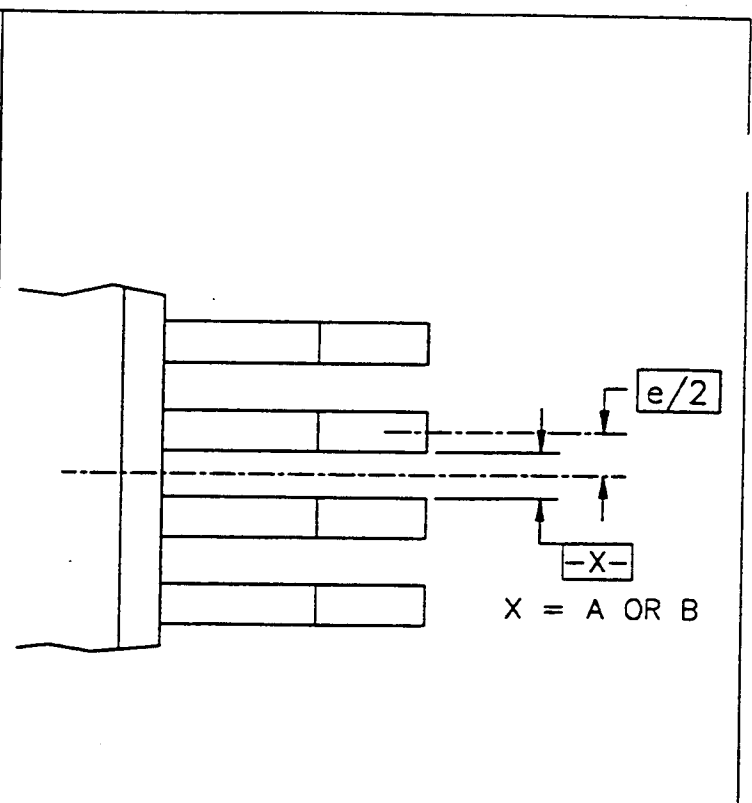 e/2
-X-
X = A OR B